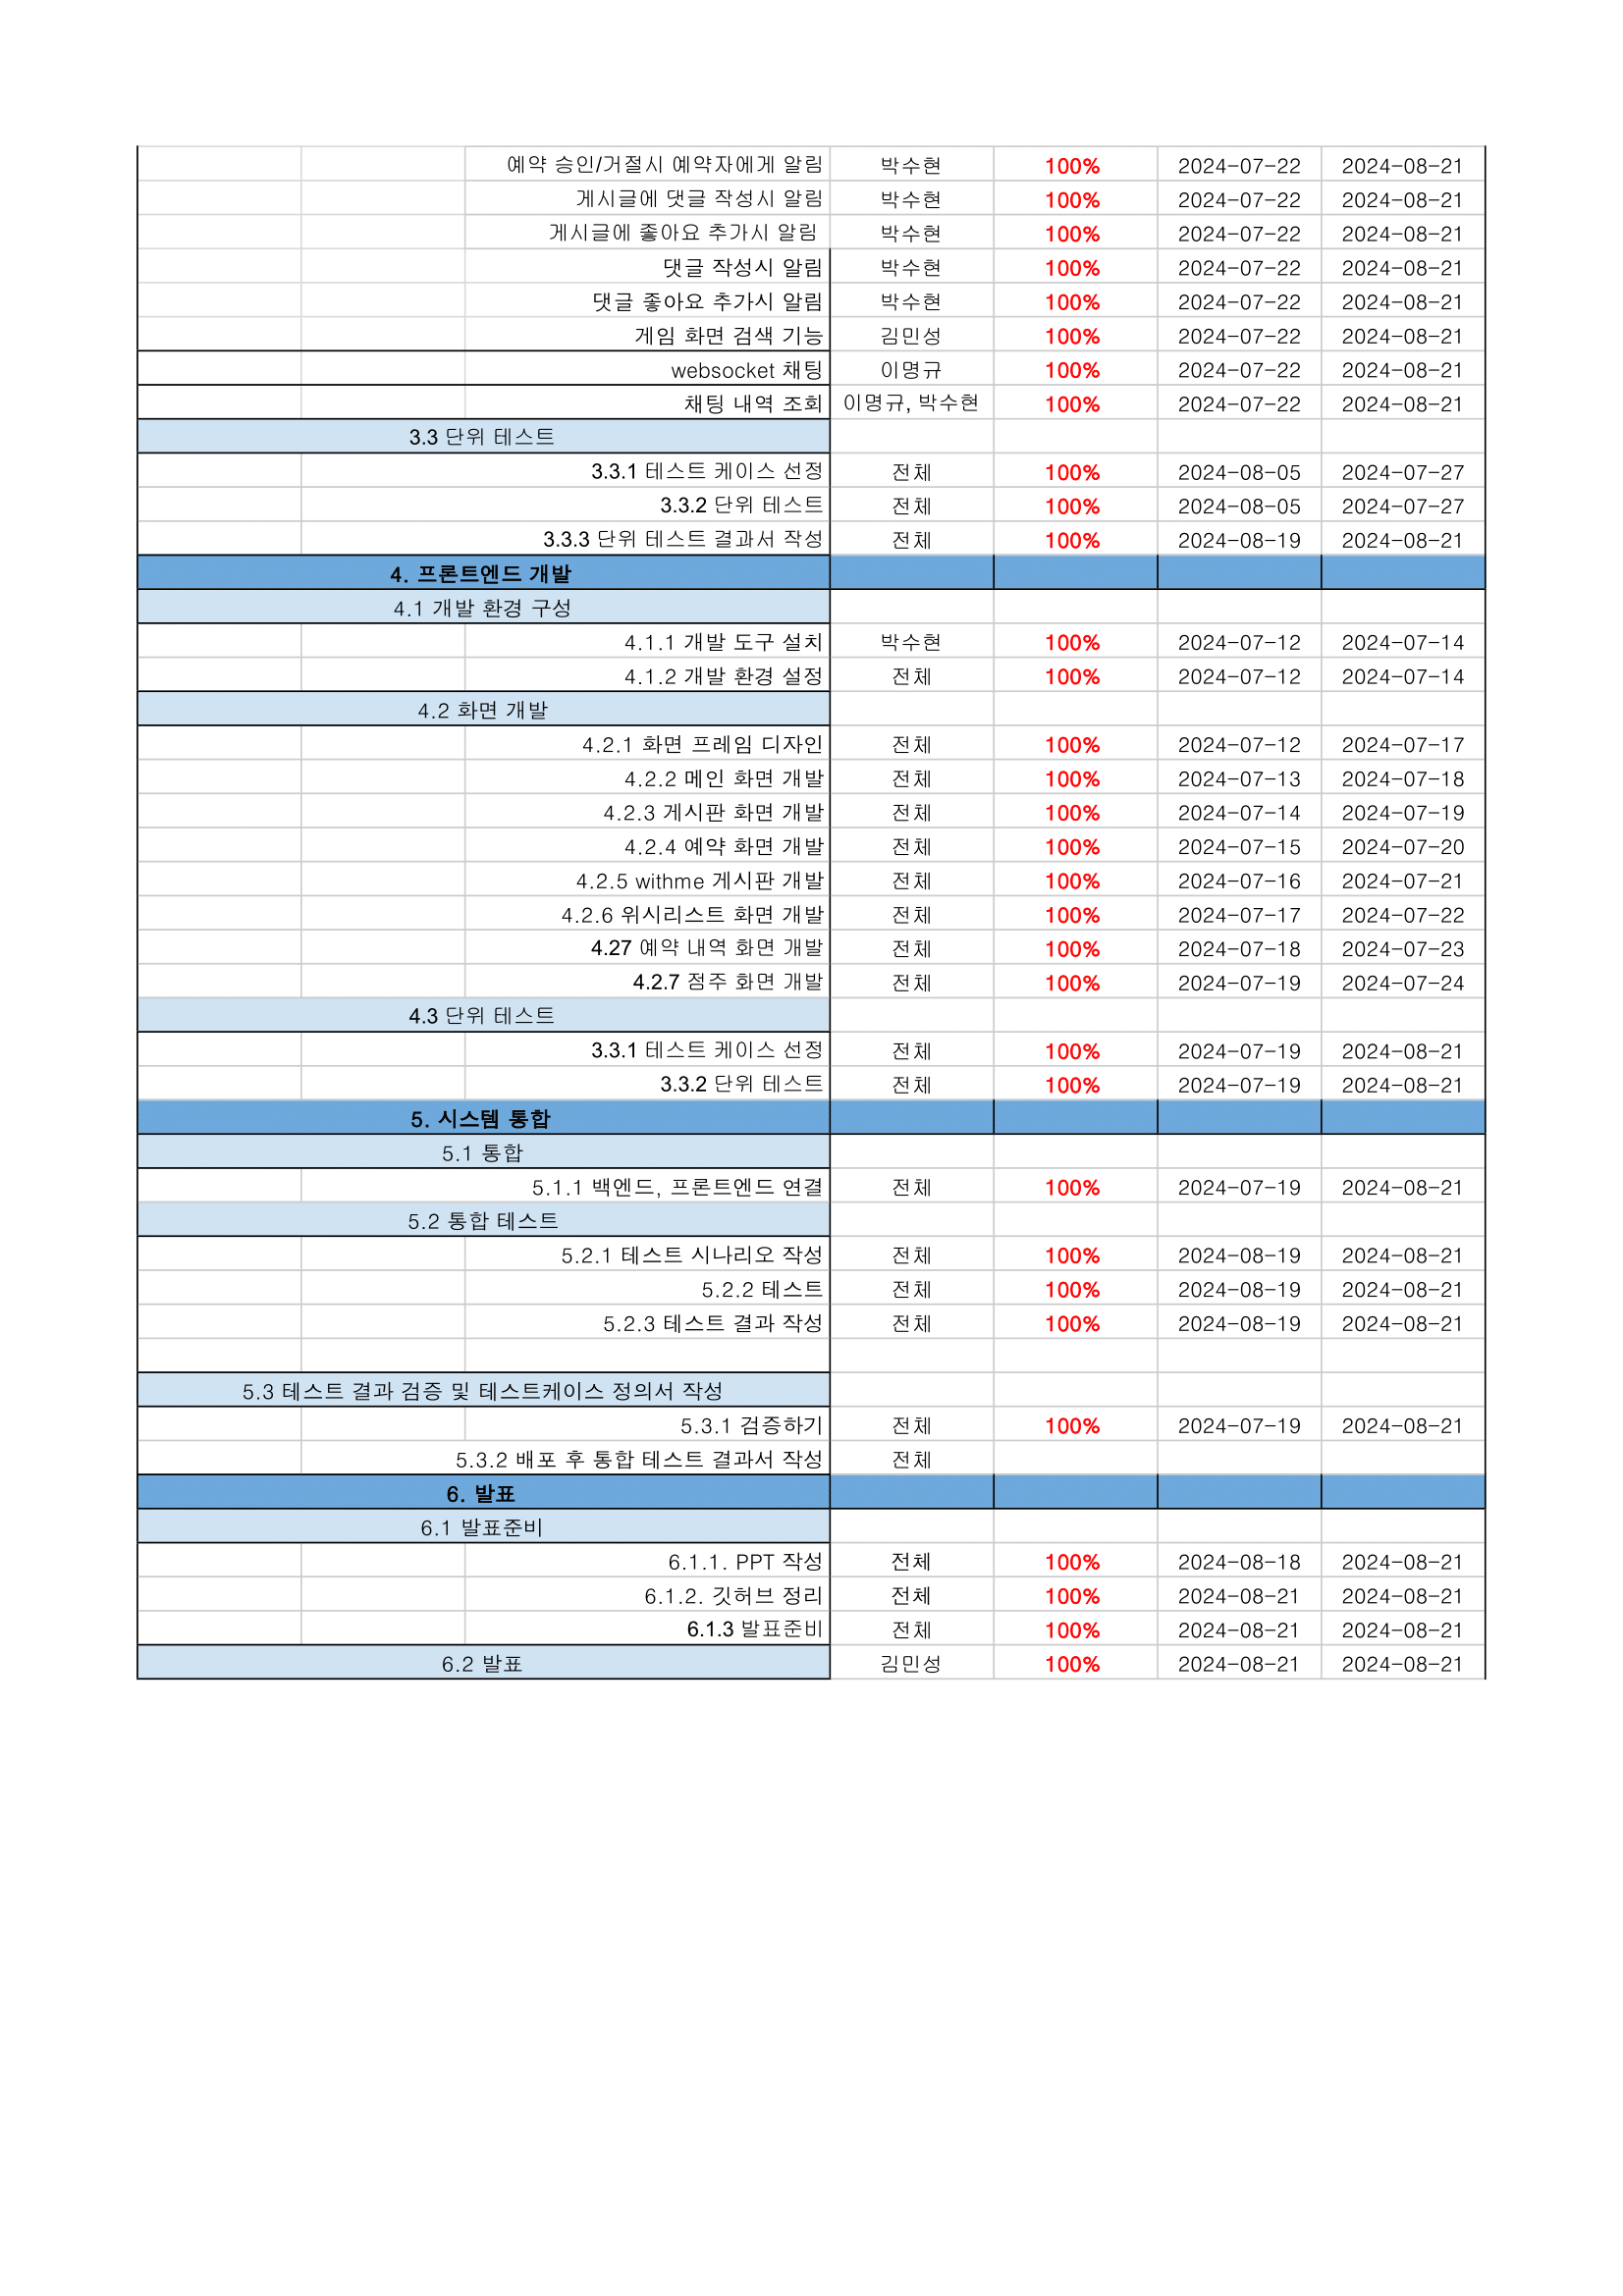 예약 승인/거절시 예약자에게 알림 박수현 100% 2024-07-22 2024-08-21
게시글에 댓글 작성시 알림 박수현 100% 2024-07-22 2024-08-21
게시글에 좋아요 추가시 알림 박수현 100% 2024-07-22 2024-08-21
댓글 작성시 알림 박수현 100% 2024-07-22 2024-08-21
댓글 좋아요 추가시 알림 박수현 100% 2024-07-22 2024-08-21
게임 화면 검색 기능 김민성 100% 2024-07-22 2024-08-21
websocket 채팅 이명규 100% 2024-07-22 2024-08-21
채팅 내역 조회 이명규, 박수현 100% 2024-07-22 2024-08-21
3.3 단위 테스트
3.3.1 테스트 케이스 선정 전체 100% 2024-08-05 2024-07-27
3.3.2 단위 테스트 전체 100% 2024-08-05 2024-07-27
3.3.3 단위 테스트 결과서 작성 전체 100% 2024-08-19 2024-08-21
4. 프론트엔드 개발
4.1 개발 환경 구성
4.1.1 개발 도구 설치 박수현 100% 2024-07-12 2024-07-14
4.1.2 개발 환경 설정 전체 100% 2024-07-12 2024-07-14
4.2 화면 개발
4.2.1 화면 프레임 디자인 전체 100% 2024-07-12 2024-07-17
4.2.2 메인 화면 개발 전체 100% 2024-07-13 2024-07-18
4.2.3 게시판 화면 개발 전체 100% 2024-07-14 2024-07-19
4.2.4 예약 화면 개발 전체 100% 2024-07-15 2024-07-20
4.2.5 withme 게시판 개발 전체 100% 2024-07-16 2024-07-21
4.2.6 위시리스트 화면 개발 전체 100% 2024-07-17 2024-07-22
4.27 예약 내역 화면 개발 전체 100% 2024-07-18 2024-07-23
4.2.7 점주 화면 개발 전체 100% 2024-07-19 2024-07-24
4.3 단위 테스트
3.3.1 테스트 케이스 선정 전체 100% 2024-07-19 2024-08-21
3.3.2 단위 테스트 전체 100% 2024-07-19 2024-08-21
5. 시스템 통합
5.1 통합
5.1.1 백엔드, 프론트엔드 연결 전체 100% 2024-07-19 2024-08-21
5.2 통합 테스트
5.2.1 테스트 시나리오 작성 전체 100% 2024-08-19 2024-08-21
5.2.2 테스트 전체 100% 2024-08-19 2024-08-21
5.2.3 테스트 결과 작성 전체 100% 2024-08-19 2024-08-21
5.3 테스트 결과 검증 및 테스트케이스 정의서 작성
5.3.1 검증하기 전체 100% 2024-07-19 2024-08-21
5.3.2 배포 후 통합 테스트 결과서 작성 전체
6. 발표
6.1 발표준비
6.1.1. PPT 작성 전체 100% 2024-08-18 2024-08-21
6.1.2. 깃허브 정리 전체 100% 2024-08-21 2024-08-21
6.1.3 발표준비 전체 100% 2024-08-21 2024-08-21
6.2 발표 김민성 100% 2024-08-21 2024-08-21